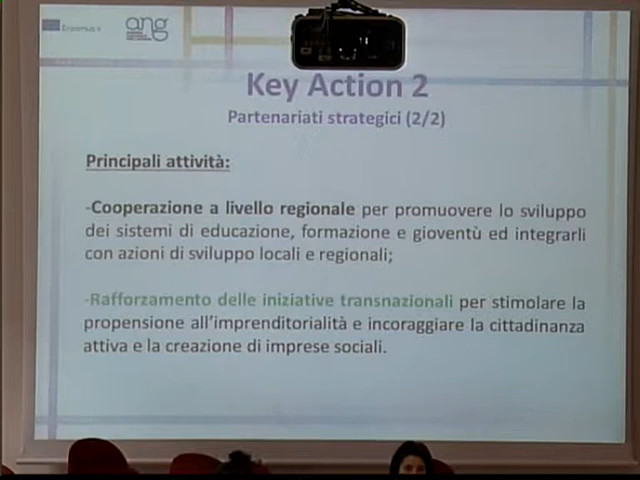 Erasmus+
ang
Key Action 2
Partenariati strategici (2/2)
Principali attività:
-Cooperazione a livello regionale per promuovere lo sviluppo
dei sistemi di educazione, formazione e gioventù ed integrarli
con azioni di sviluppo locali e regionali;
-Rafforzamento delle iniziative transnazionali per stimolare la
propensione all'imprenditorialità e incoraggiare la cittadinanza
attiva e la creazione di imprese sociali.